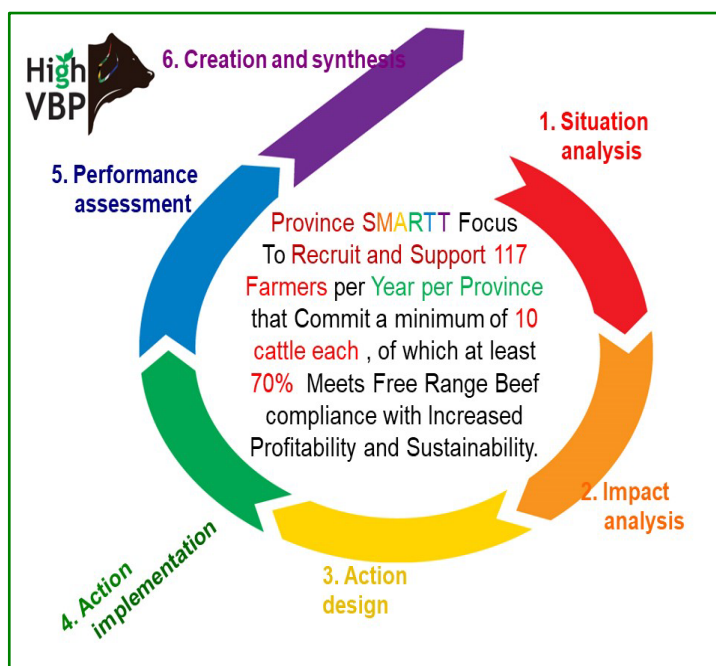 High
VBP
6. Creation and synthesis
1. Situation
analysis
5. Performance
assessment
Province SMARTT Focus
To Recruit and Support 117
Farmers per Year per Province
that Commit a minimum of 10
cattle each , of which at least
70% Meets Free Range Beef
compliance with Increased
Profitability and Sustainability.
2. Impact
analysis
3. Action
design
4. Action
implementation